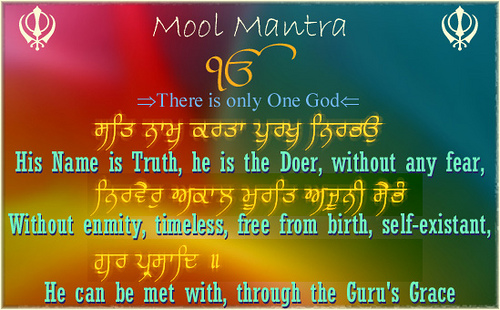 Mool Mantra
ੴ
⇒There is only One God⇐
ਸਤਿ ਨਾਮੁ ਕਰਤਾ ਪੁਰਖੁ ਨਿਰਭਉ
His Name is Truth, he is the Doer, without any fear,
ਨਿਰਵੈਰੁ ਅਕਾਲ ਮੂਰਤਿ ਅਜੂਨੀ ਸੈਭੰ
Without enmity, timeless, free from birth, self-existant,
ਗੁਰ ਪ੍ਰਸਾਦਿ ॥
He can be met with, through the Guru's Grace